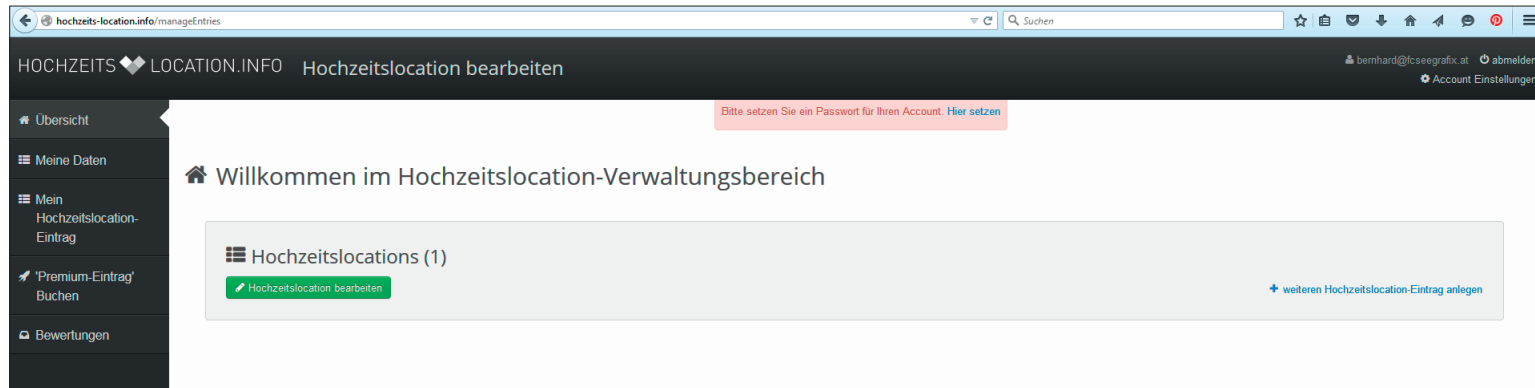 hochzeits-location.info/manageEntries
Suchen
HOCHZEITS LOCATION.INFO Hochzeitslocation bearbeiten
bernhard@fcseegrafix.at abmelden
Account Einstellungen
Bitte setzen Sie ein Passwort für Ihren Account. Hier setzen
Übersicht
Meine Daten
Mein
Hochzeitslocation-
Eintrag
'Premium-Eintrag'
Buchen
Bewertungen
Willkommen im Hochzeitslocation-Verwaltungsbereich
Hochzeitslocations (1)
Hochzeitslocation bearbeiten
weiteren Hochzeitslocation-Eintrag anlegen